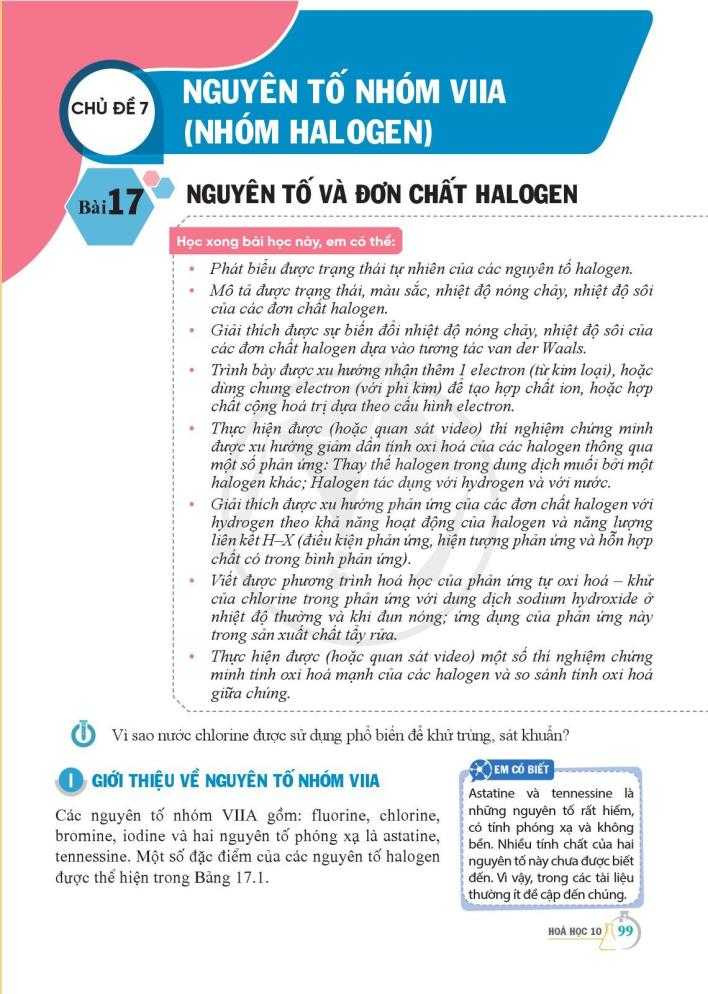 CHỦ ĐỀ 7
NGUYÊN TỐ NHÓM VIIA
(NHÓM HALOGEN)
Bài 17
NGUYÊN TỐ VÀ ĐƠN CHẤT HALOGEN
Học xong bài học này, em có thể:
• Phát biểu được trạng thái tự nhiên của các nguyên tố halogen.
• Mô tả được trạng thái, màu sắc, nhiệt độ nóng chảy, nhiệt độ sôi
của các đơn chất halogen.
• Giải thích được sự biến đổi nhiệt độ nóng chảy, nhiệt độ sôi của
các đơn chất halogen dựa vào tương tác van der Waals.
• Trình bày được xu hướng nhận thêm 1 electron (từ kim loại), hoặc
dùng chung electron (với phi kim) để tạo hợp chất ion, hoặc hợp
chất cộng hoá trị dựa theo cấu hình electron.
• Thực hiện được (hoặc quan sát video) thí nghiệm chứng minh
được xu hướng giảm dần tính oxi hoá của các halogen thông qua
một số phản ứng: Thay thế halogen trong dung dịch muối bởi một
halogen khác; Halogen tác dụng với hydrogen và với nước.
• Giải thích được xu hướng phản ứng của các đơn chất halogen với
hydrogen theo khả năng hoạt động của halogen và năng lượng
liên kết H–X (điều kiện phản ứng, hiện tượng phản ứng và hỗn hợp
chất có trong bình phản ứng).
• Viết được phương trình hoá học của phản ứng tự oxi hoá – khử
của chlorine trong phản ứng với dung dịch sodium hydroxide ở
nhiệt độ thường và khi đun nóng; ứng dụng của phản ứng này
trong sản xuất chất tẩy rửa.
• Thực hiện được (hoặc quan sát video) một số thí nghiệm chứng
minh tính oxi hoá mạnh của các halogen và so sánh tính oxi hoá
giữa chúng.
Vì sao nước chlorine được sử dụng phổ biến để khử trùng, sát khuẩn?
I GIỚI THIỆU VỀ NGUYÊN TỐ NHÓM VIIA
Các nguyên tố nhóm VIIA gồm: fluorine, chlorine,
bromine, iodine và hai nguyên tố phóng xạ là astatine,
tennessine. Một số đặc điểm của các nguyên tố halogen
được thể hiện trong Bảng 17.1.
EM CÓ BIẾT
Astatine và tennessine là
những nguyên tố rất hiếm,
có tính phóng xạ và không
bền. Nhiều tính chất của hai
nguyên tố này chưa được biết
đến. Vì vậy, trong các tài liệu
thường ít đề cập đến chúng.
HOÁ HỌC 10 99